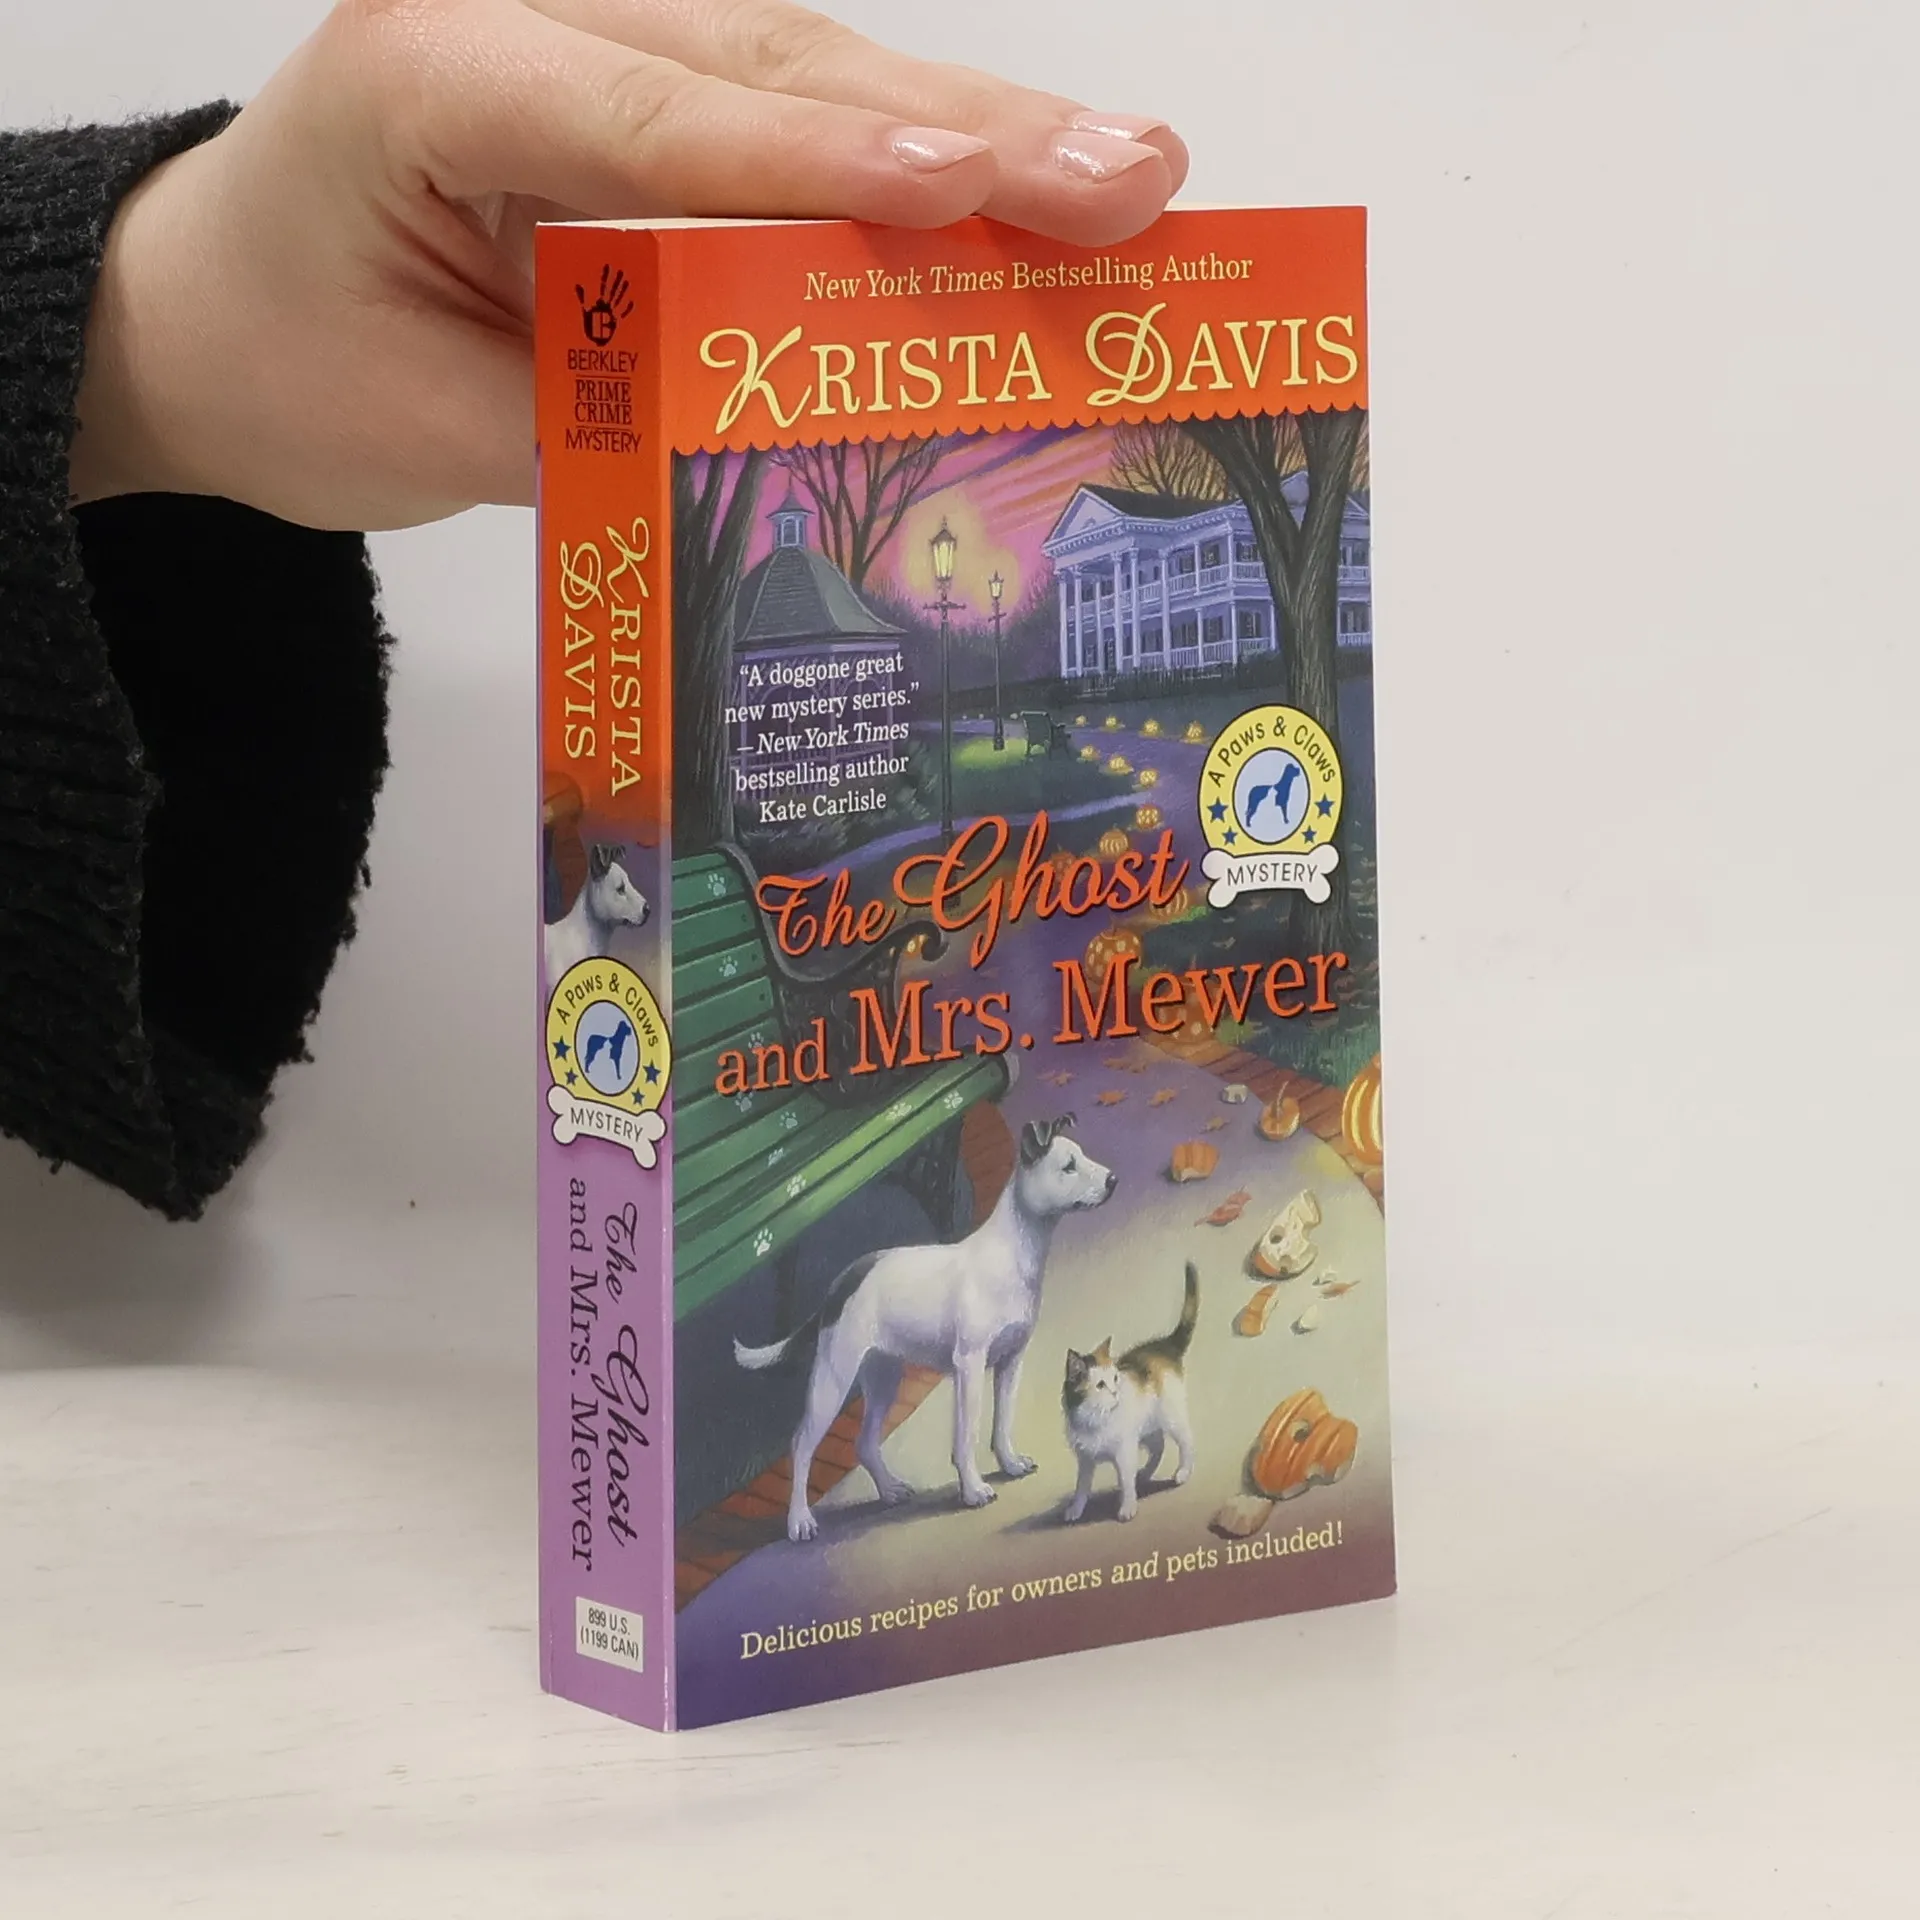 BERKLEY
PRIME
CRIME
MYSTERY
KRISTA
DAVIS
A Paws & Claws
MYSTERY
The Ghost
and Mrs. Mewer
899 U.S.
(1199 CAN)
New York Times Bestselling Author
KRISTA DAVIS
“A doggone great
new mystery series.”
—New York Times
bestselling author
Kate Carlisle
A Paws & Claws
MYSTERY
The Ghost
and Mrs. Mewer
Delicious recipes for owners and pets included!